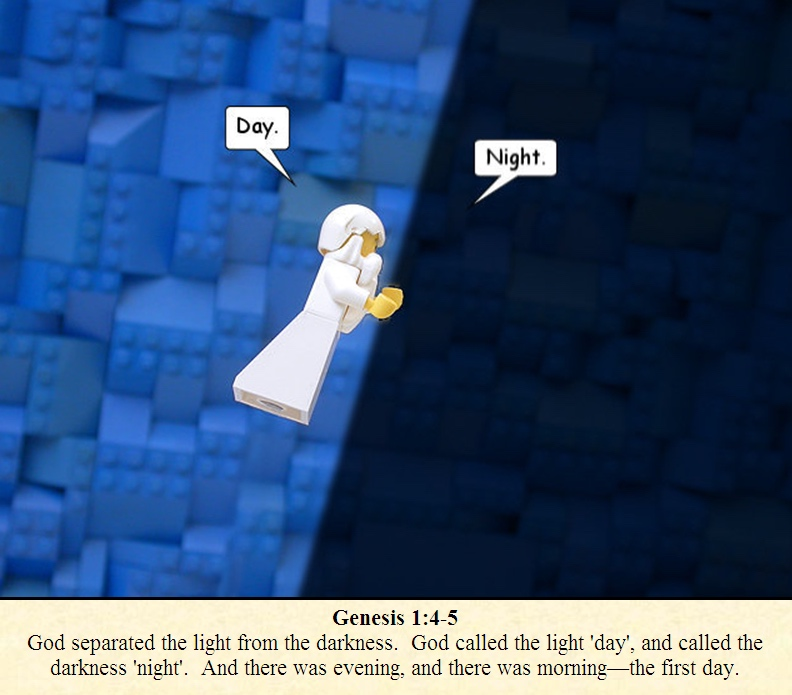 Day.
Night.
Genesis 1:4-5
God separated the light from the darkness.  God called the light 'day', and called the
darkness 'night'.  And there was evening, and there was morning—the first day.